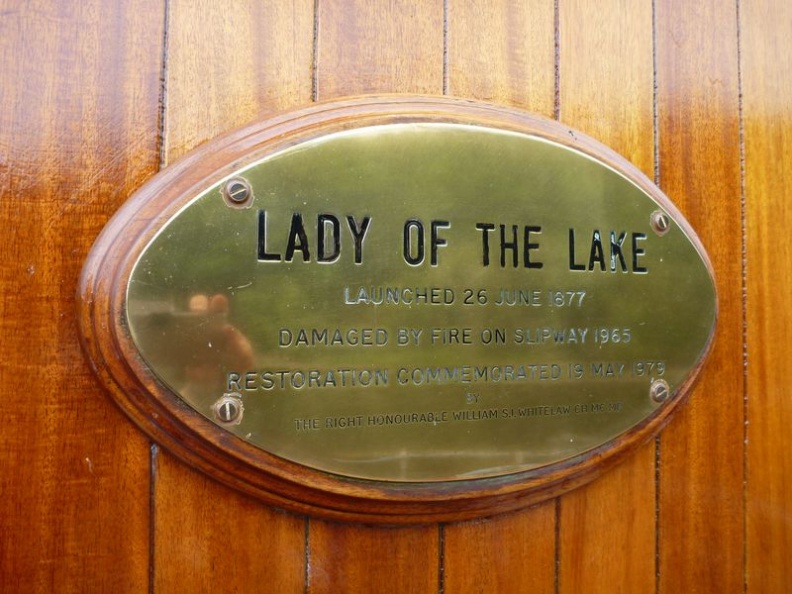 LADY OF THE LAKE
LAUNCHED 26 JUNE 1877
DAMAGED BY FIRE ON SLIPWAY 1965
RESTORATION COMMEMORATED 19 MAY 1979
BY
THE RIGHT HONOURABLE WILLIAM S.I. WHITELAW CH. MC. MP.